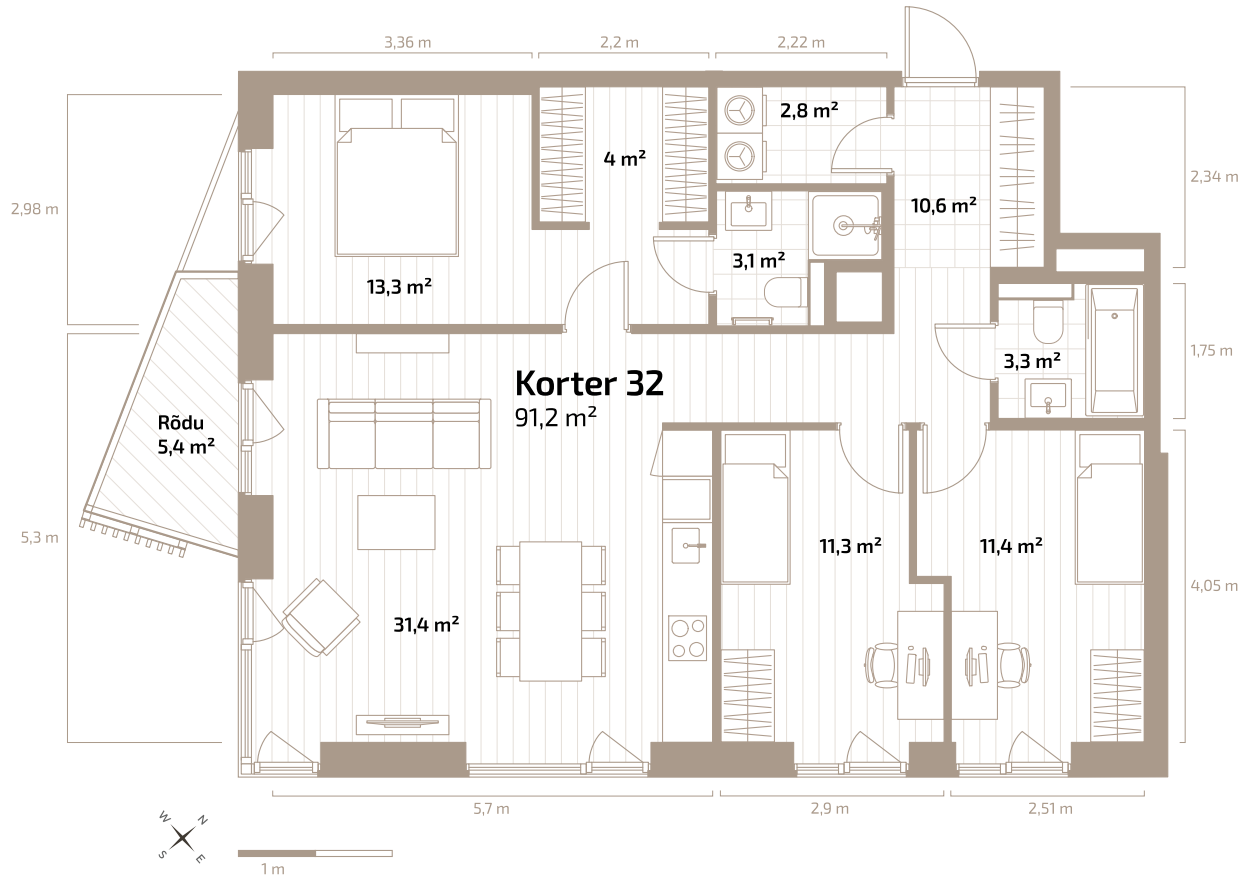 3,36 m
2,2 m
2,22 m
2,8 m²
4 m²
2,34 m
2,98 m
10,6 m²
3,1 m²
13,3 m²
1,75 m
3,3 m²
Korter 32
91,2 m²
Rõdu
5,4 m²
5,3 m
11,3 m²
11,4 m²
4,05 m
31,4 m²
5,7 m
2,9 m
2,51 m
W
N
S
E
1 m